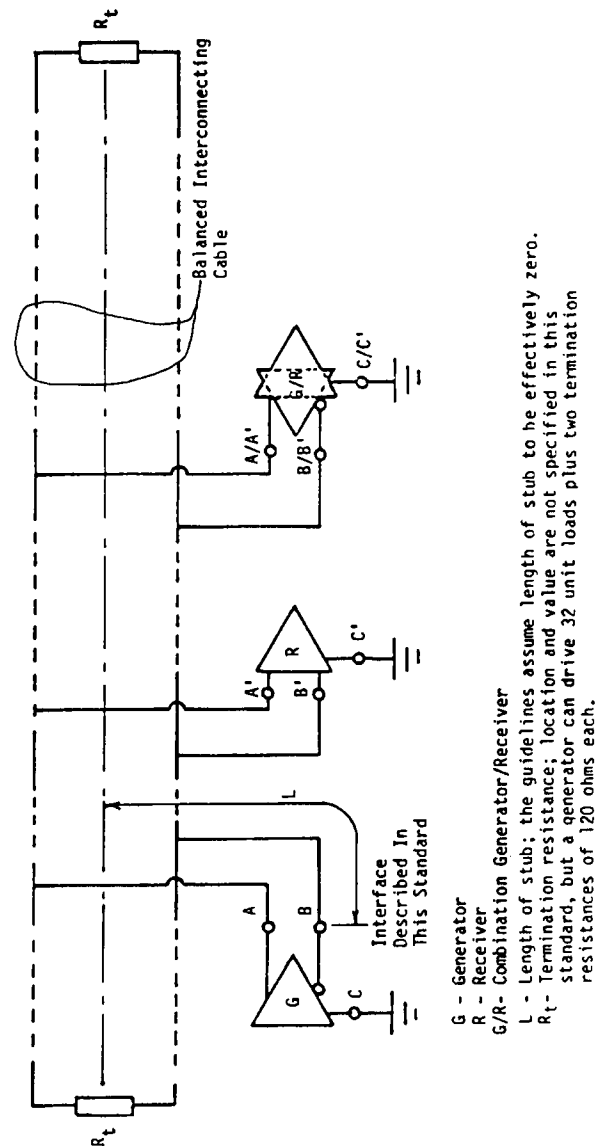 Rt
Rt
Balanced Interconnecting
Cable
A
B
C
G
L
Interface
Described In
This Standard
A'
B'
C'
R
A/A'
B/B'
C/C'
G/R
G - Generator
R - Receiver
G/R- Combination Generator/Receiver
L - Length of stub; the guidelines assume length of stub to be effectively zero.
Rt- Termination resistance; location and value are not specified in this
standard, but a generator can drive 32 unit loads plus two termination
resistances of 120 ohms each.